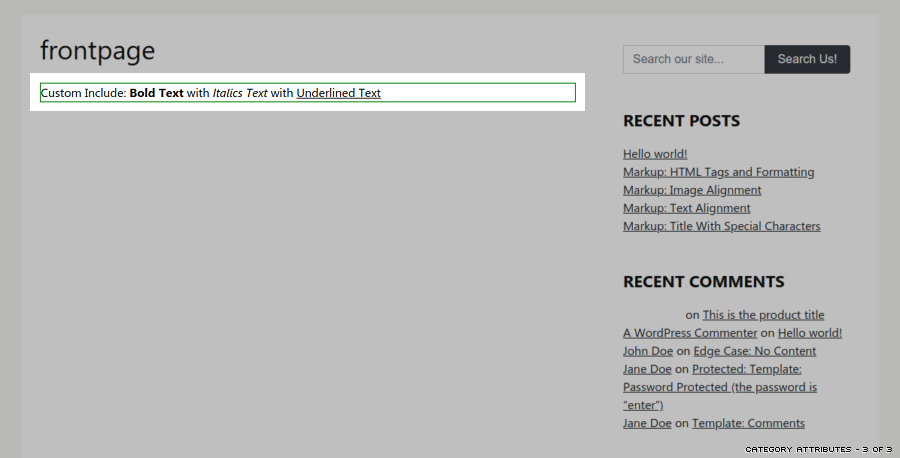 frontpage
Custom Include: Bold Text with Italics Text with Underlined Text
Search our site...
Search Us!
RECENT POSTS
Hello world!
Markup: HTML Tags and Formatting
Markup: Image Alignment
Markup: Text Alignment
Markup: Title With Special Characters
RECENT COMMENTS
on This is the product title
A WordPress Commenter on Hello world!
John Doe on Edge Case: No Content
Jane Doe on Protected: Template:
Password Protected (the password is
“enter”)
Jane Doe on Template: Comments
CATEGORY ATTRIBUTES - 3 OF 3